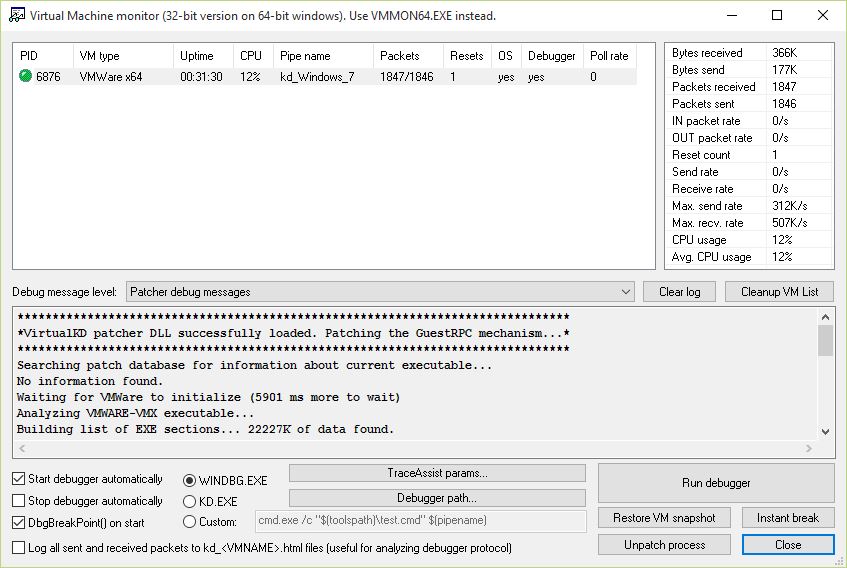 Virtual Machine monitor (32-bit version on 64-bit windows). Use VMMON64.EXE instead.
PID VM type Uptime CPU Pipe name Packets Resets OS Debugger Poll rate
6876 VMWare x64 00:31:30 12% kd_Windows_7 1847/1846 1 yes yes 0
Bytes received 366K
Bytes send 177K
Packets received 1847
Packets sent 1846
IN packet rate 0/s
OUT packet rate 0/s
Reset count 1
Send rate 0/s
Receive rate 0/s
Max. send rate 312K/s
Max. recv. rate 507K/s
CPU usage 12%
Avg. CPU usage 12%
Debug message level: Patcher debug messages Clear log Cleanup VM List
*******************************************************************************
*VirtualKD patcher DLL successfully loaded. Patching the GuestRPC mechanism...*
*******************************************************************************
Searching patch database for information about current executable...
No information found.
Waiting for VMWare to initialize (5901 ms more to wait)
Analyzing VMWARE-VMX executable...
Building list of EXE sections... 22227K of data found.
Start debugger automatically WINDBG.EXE TraceAssist params... Run debugger
Stop debugger automatically KD.EXE Debugger path...
DbgBreakPoint() on start Custom: cmd.exe /c "$(toolspath)\test.cmd" $(pipename) Restore VM snapshot Instant break
Log all sent and received packets to kd_<VMNAME>.html files (useful for analyzing debugger protocol) Unpatch process Close